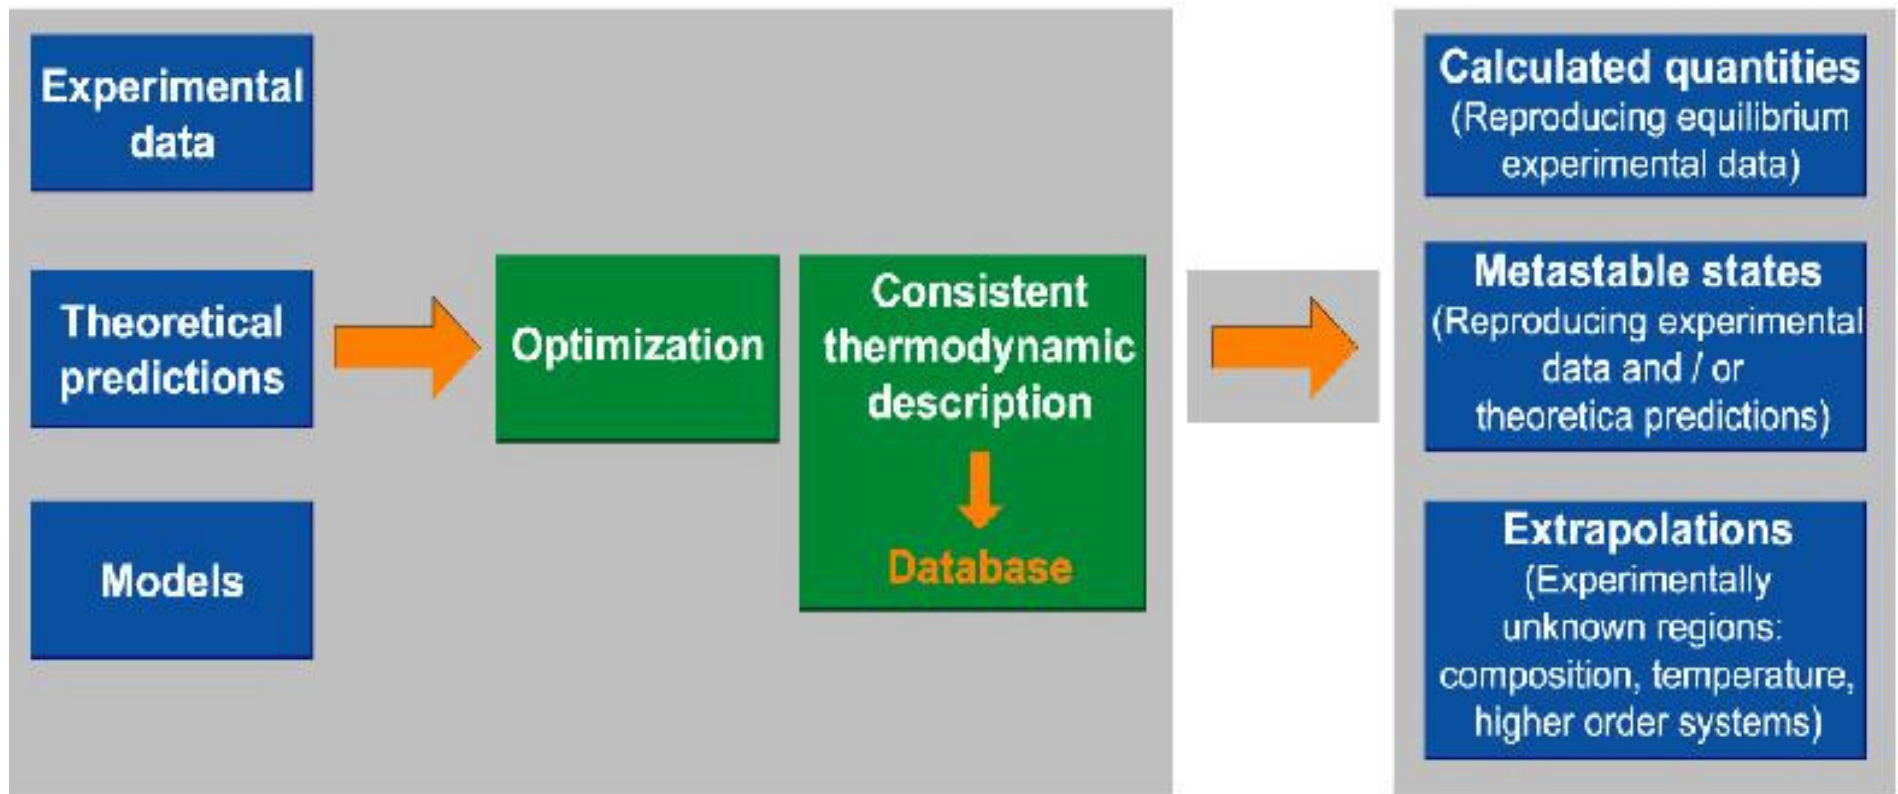 Experimental
data
Theoretical
predictions
Models
Optimization
Consistent
thermodynamic
description
Database
Calculated quantities
(Reproducing equilibrium
experimental data)
Metastable states
(Reproducing experimental
data and / or
theoretica predictions)
Extrapolations
(Experimentally
unknown regions:
composition, temperature,
higher order systems)